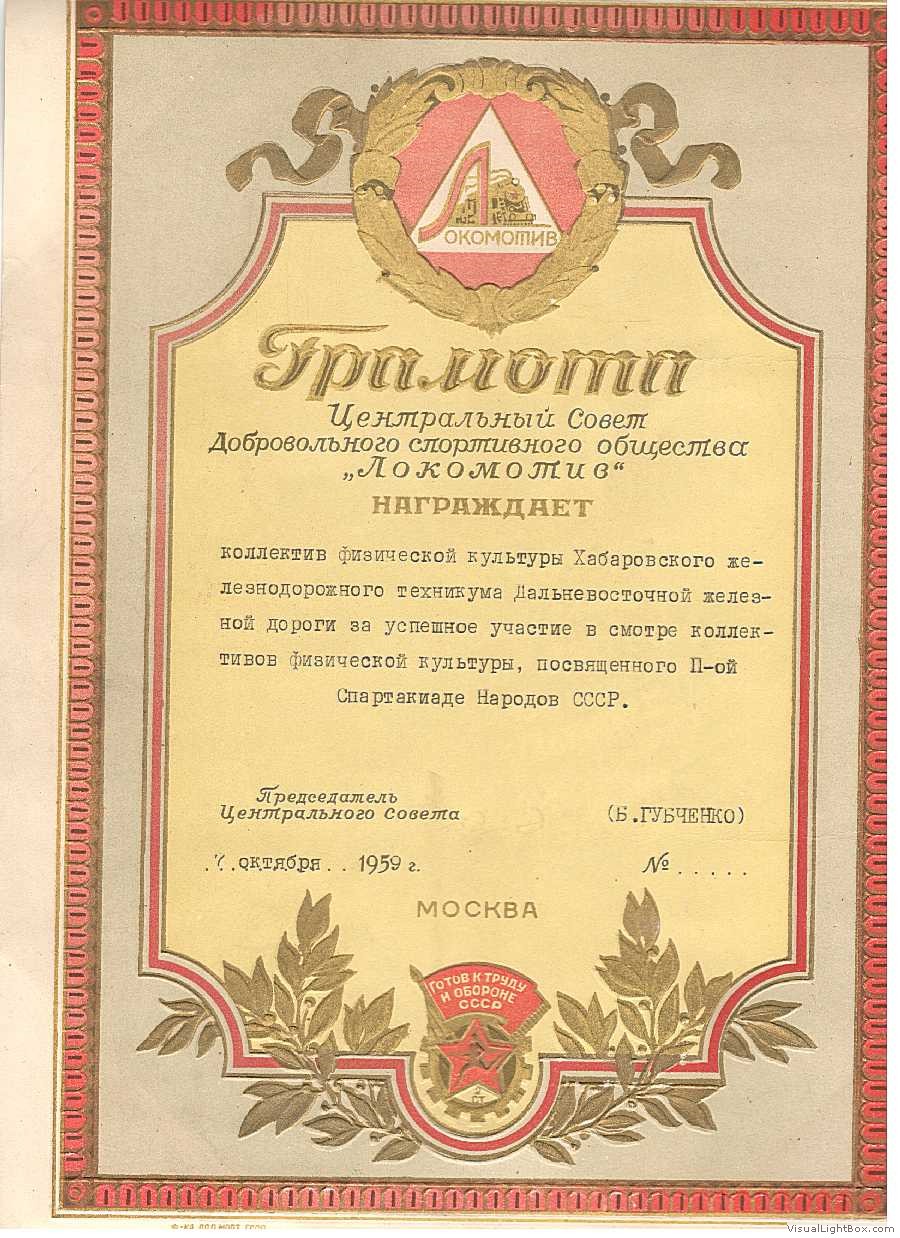 ЛОКОМОТИВ
Грамота
Центральный Совет
Добровольного спортивного общества
„Локомотив“
НАГРАЖДАЕТ
коллектив физической культуры Хабаровского же-
лезнодорожного техникума Дальневосточной желез-
ной дороги за успешное участие в смотре коллек-
тивов физической культуры, посвященного П-ой
Спартакиаде Народов СССР.
Председатель
Центрального Совета
(Б.ГУБЧЕНКО)
7 октября 1959 г.
№ . . . . .
МОСКВА
ГОТОВ К ТРУДУ
И ОБОРОНЕ
СССР
VisualLightBox.com